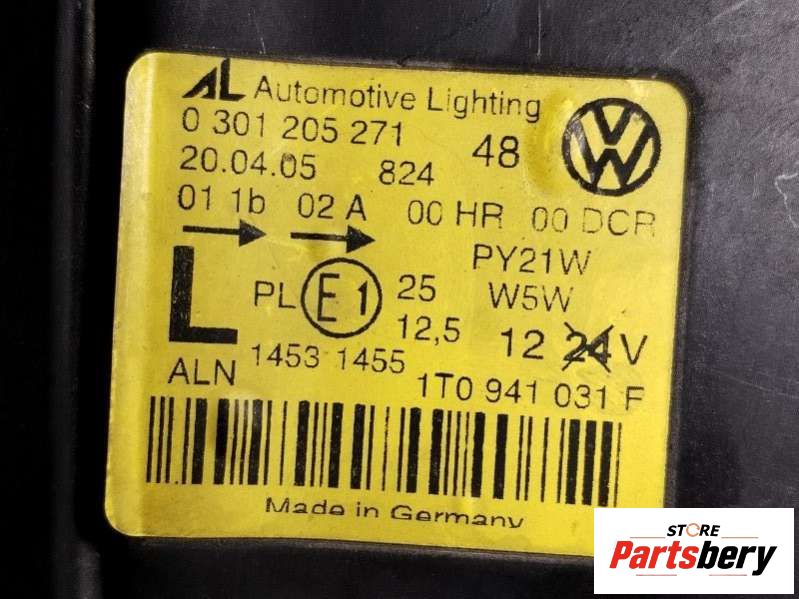 AL Automotive Lighting
0 301 205 271 48
20.04.05 824
01 1b 02 A 00 HR 00 DCR
PY21W
L PL E1 25 W5W
12,5 12 24 V
ALN 1453 1455 1T0 941 031 F
Made in Germany
STORE
Partsbery